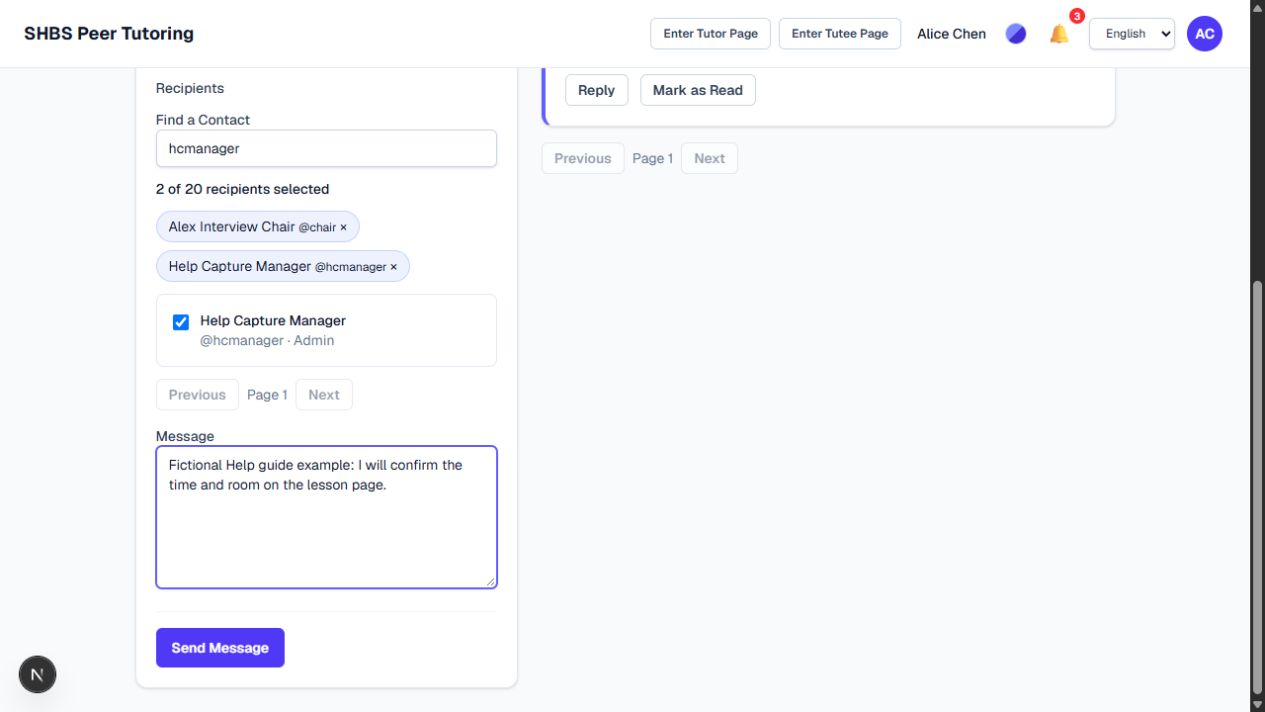 SHBS Peer Tutoring
Enter Tutor Page
Enter Tutee Page
Alice Chen
3
English
AC
Recipients
Find a Contact
hcmanager
2 of 20 recipients selected
Alex Interview Chair @chair ×
Help Capture Manager @hcmanager ×
Help Capture Manager
@hcmanager · Admin
Previous Page 1 Next
Message
Fictional Help guide example: I will confirm the
time and room on the lesson page.
Send Message
N
Reply Mark as Read
Previous Page 1 Next